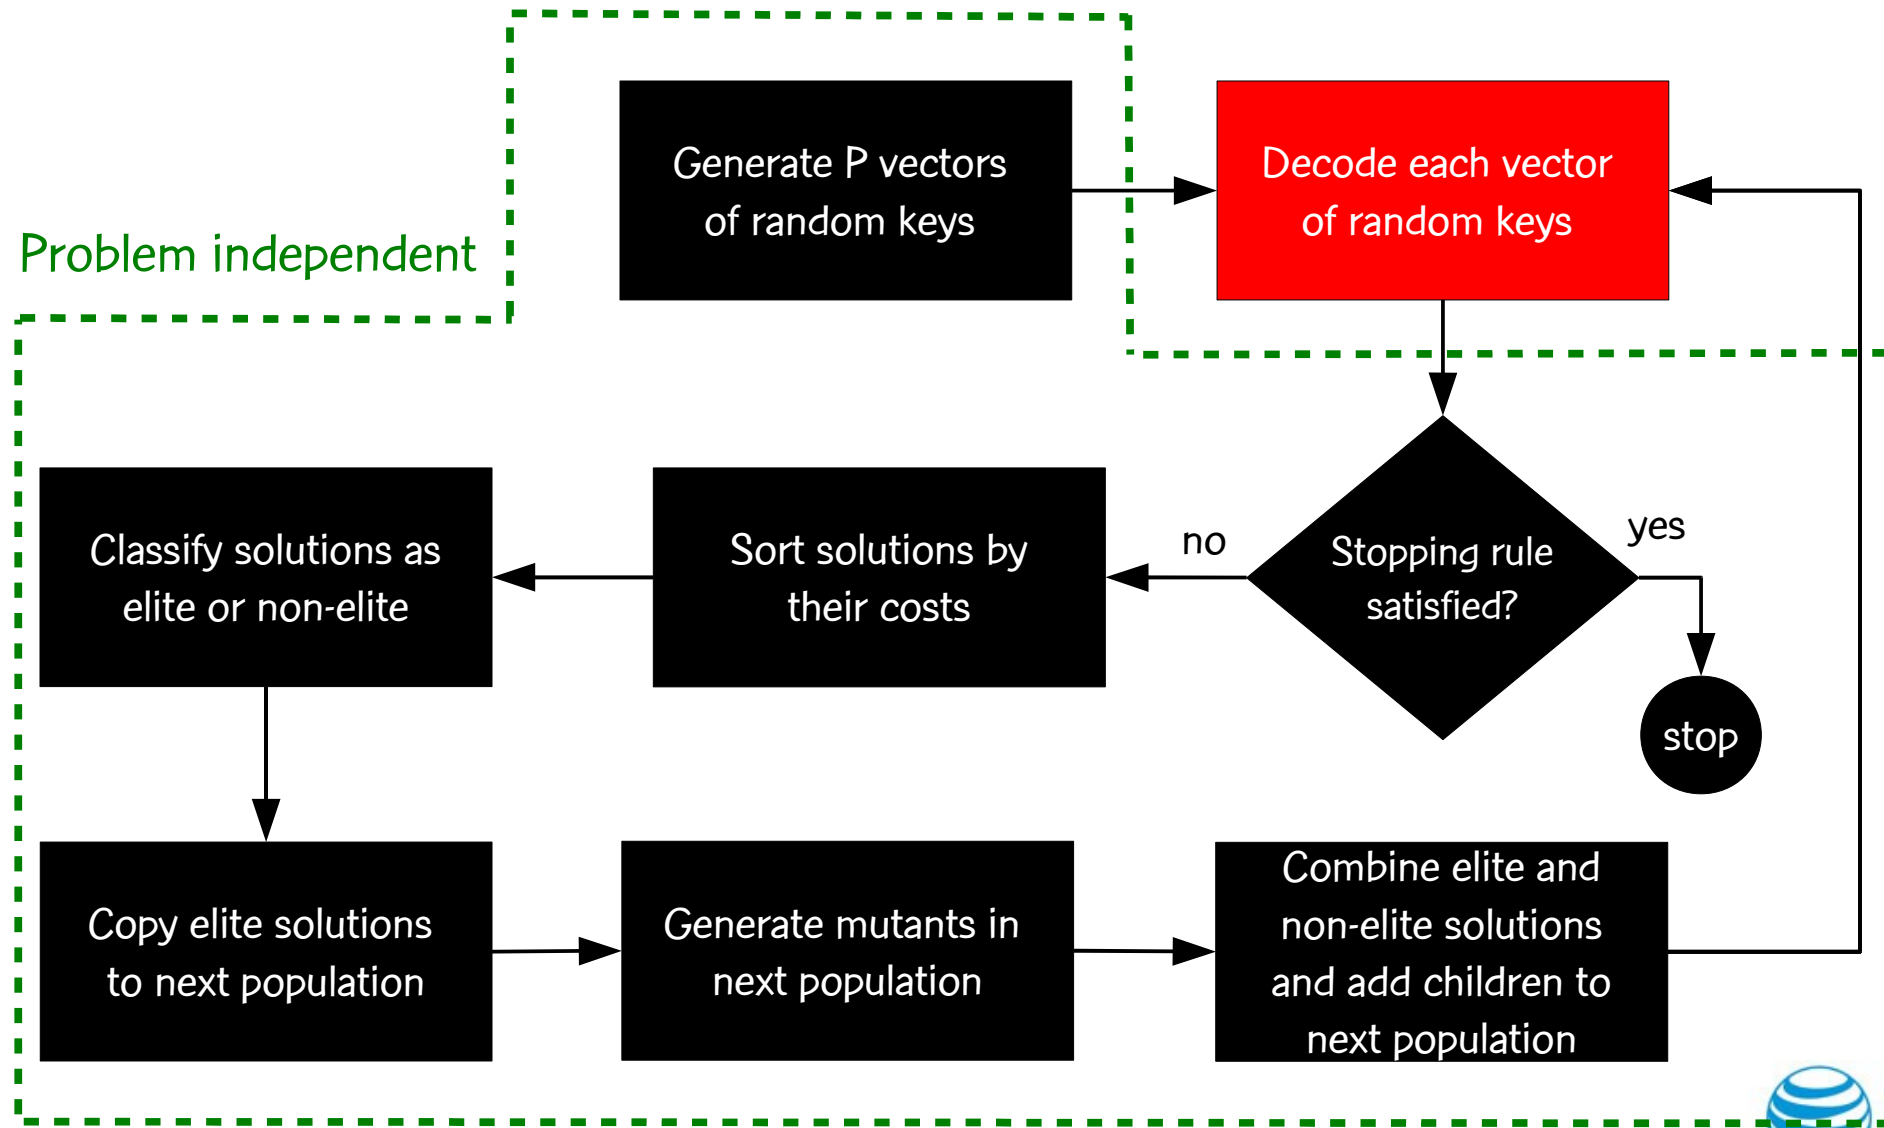 Generate P vectors
of random keys
Decode each vector
of random keys
Problem independent
Classify solutions as
elite or non-elite
Sort solutions by
their costs
no
Stopping rule
satisfied?
yes
stop
Copy elite solutions
to next population
Generate mutants in
next population
Combine elite and
non-elite solutions
and add children to
next population